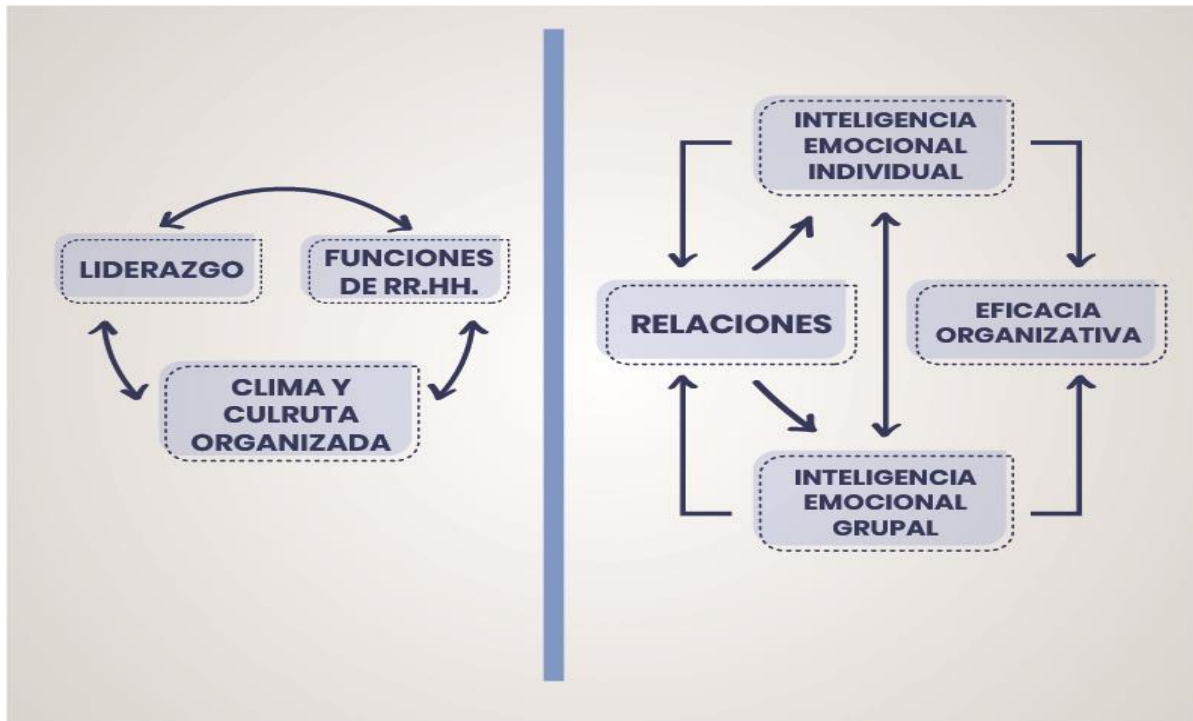 LIDERAZGO
FUNCIONES
DE RR.HH.
CLIMA Y
CULRUTA
ORGANIZADA
INTELIGENCIA
EMOCIONAL
INDIVIDUAL
RELACIONES
EFICACIA
ORGANIZATIVA
INTELIGENCIA
EMOCIONAL
GRUPAL